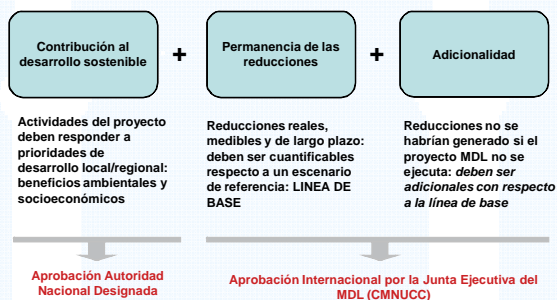 Contribución al
desarrollo sostenible
+
Permanencia de las
reducciones
+
Adicionalidad
Actividades del proyecto
deben responder a
prioridades de
desarrollo local/regional:
beneficios ambientales y
socioeconómicos
Reducciones reales,
medibles y de largo plazo:
deben ser cuantificables
respecto a un escenario
de referencia: LINEA DE
BASE
Reducciones no se
habrían generado si el
proyecto MDL no se
ejecuta: deben ser
adicionales con respecto
a la línea de base
Aprobación Autoridad
Nacional Designada
Aprobación Internacional por la Junta Ejecutiva del
MDL (CMNUCC)